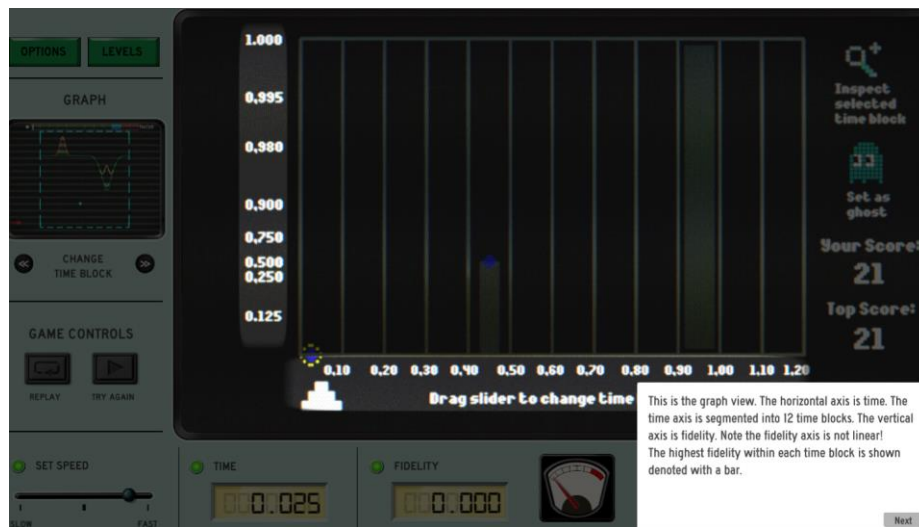 OPTIONS
LEVELS
GRAPH
CHANGE
TIME BLOCK
GAME CONTROLS
REPLAY
TRY AGAIN
SET SPEED
SLOW
FAST
1.000
0,995
0,980
0,900
0,750
0.500
0,250
0.125
0,10 0,20 0,30 0,40 0,50 0,60 0,70 0,80 0,90 1,00 1,10 1,20
Drag slider to change time
Inspect
selected
time block
Set as
ghost
Your Score:
21
Top Score:
21
TIME
0.025
FIDELITY
0.000
This is the graph view. The horizontal axis is time. The
time axis is segmented into 12 time blocks. The vertical
axis is fidelity. Note the fidelity axis is not linear!
The highest fidelity within each time block is shown
denoted with a bar.
Next